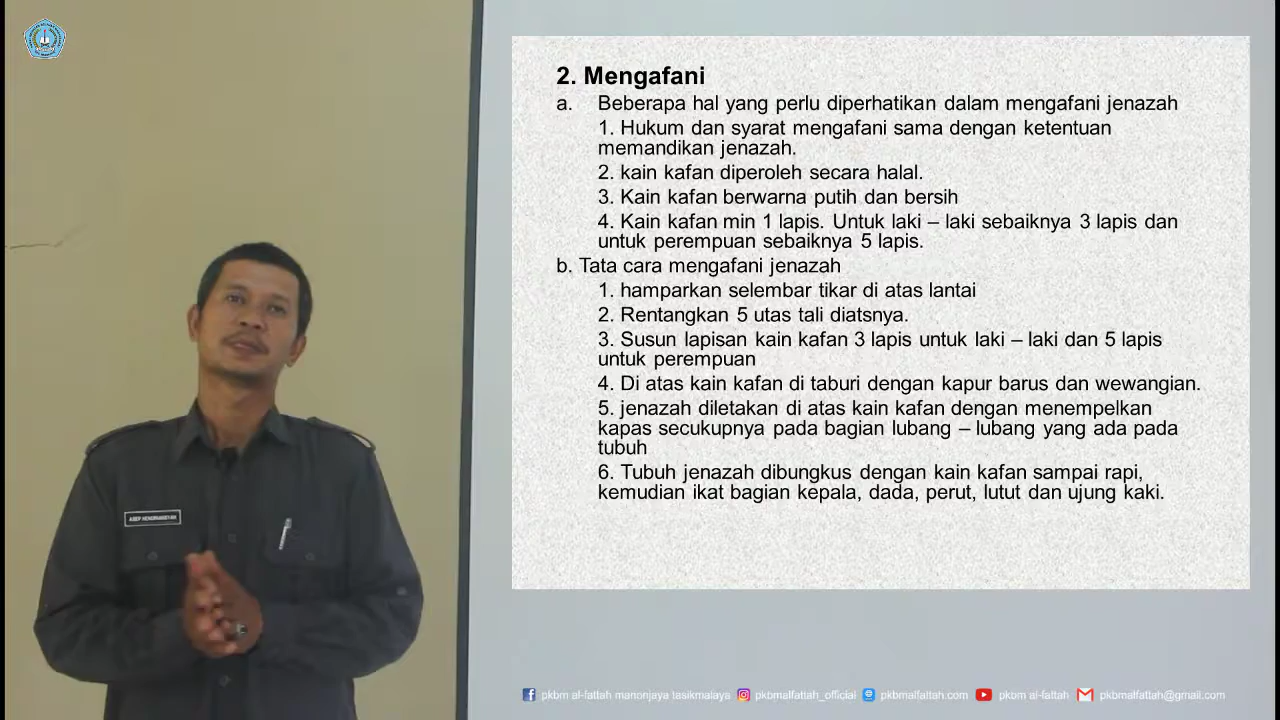 2. Mengafani
a. Beberapa hal yang perlu diperhatikan dalam mengafani jenazah
1. Hukum dan syarat mengafani sama dengan ketentuan
memandikan jenazah.
2. kain kafan diperoleh secara halal.
3. Kain kafan berwarna putih dan bersih
4. Kain kafan min 1 lapis. Untuk laki – laki sebaiknya 3 lapis dan
untuk perempuan sebaiknya 5 lapis.
b. Tata cara mengafani jenazah
1. hamparkan selembar tikar di atas lantai
2. Rentangkan 5 utas tali diatsnya.
3. Susun lapisan kain kafan 3 lapis untuk laki – laki dan 5 lapis
untuk perempuan
4. Di atas kain kafan di taburi dengan kapur barus dan wewangian.
5. jenazah diletakan di atas kain kafan dengan menempelkan
kapas secukupnya pada bagian lubang – lubang yang ada pada
tubuh
6. Tubuh jenazah dibungkus dengan kain kafan sampai rapi,
kemudian ikat bagian kepala, dada, perut, lutut dan ujung kaki.
ASEP
pkbm al-fattah manonjaya tasikmalaya pkbmalfattah_official pkbmalfattah.com pkbm al-fattah pkbmalfattah@gmail.com